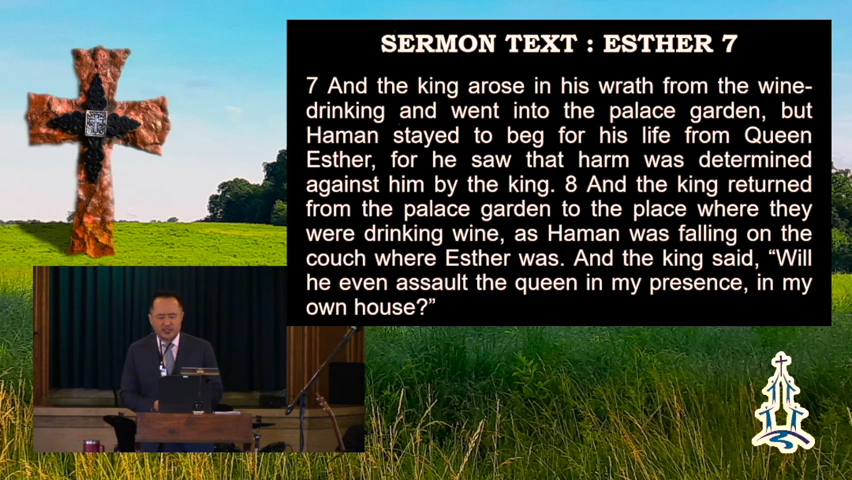 SERMON TEXT : ESTHER 7
7 And the king arose in his wrath from the wine-
drinking and went into the palace garden, but
Haman stayed to beg for his life from Queen
Esther, for he saw that harm was determined
against him by the king. 8 And the king returned
from the palace garden to the place where they
were drinking wine, as Haman was falling on the
couch where Esther was. And the king said, “Will
he even assault the queen in my presence, in my
own house?”